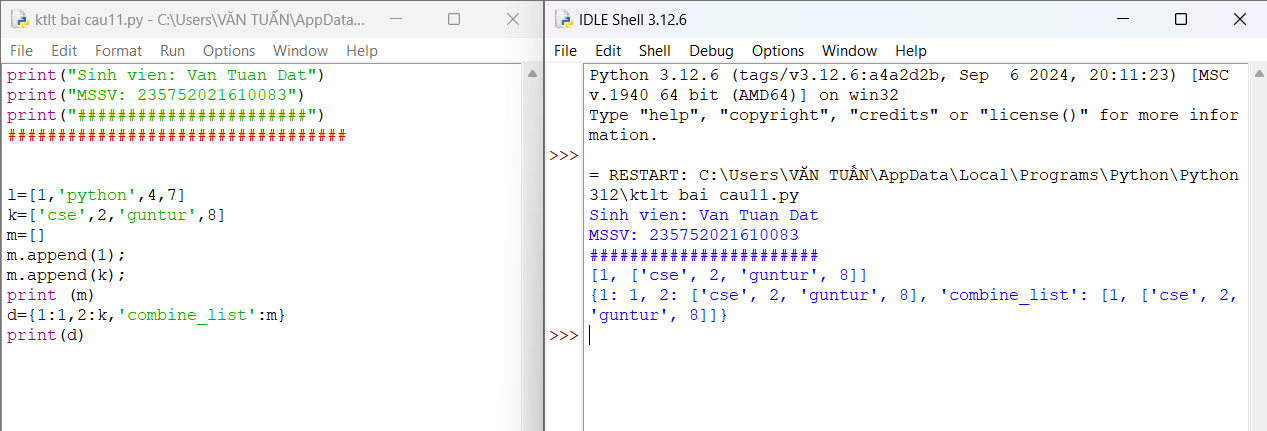 ktlt bai cau11.py - C:\Users\VĂN TUẤN\AppData...
File Edit Format Run Options Window Help
print("Sinh vien: Van Tuan Dat")
print("MSSV: 235752021610083")
print("#######################")
##################################
l=[1,'python',4,7]
k=['cse',2,'guntur',8]
m=[]
m.append(1);
m.append(k);
print (m)
d={1:1,2:k,'combine_list':m}
print(d)
IDLE Shell 3.12.6
File Edit Shell Debug Options Window Help
Python 3.12.6 (tags/v3.12.6:a4a2d2b, Sep  6 2024, 20:11:23) [MSC
v.1940 64 bit (AMD64)] on win32
Type "help", "copyright", "credits" or "license()" for more infor
mation.
>>>
= RESTART: C:\Users\VĂN TUẤN\AppData\Local\Programs\Python\Python
312\ktlt bai cau11.py
Sinh vien: Van Tuan Dat
MSSV: 235752021610083
#######################
[1, ['cse', 2, 'guntur', 8]]
{1: 1, 2: ['cse', 2, 'guntur', 8], 'combine_list': [1, ['cse', 2,
'guntur', 8]]}
>>>